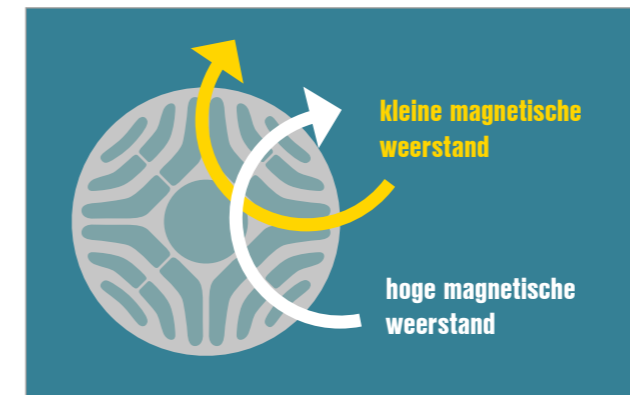 kleine magnetische
weerstand
hoge magnetische
weerstand